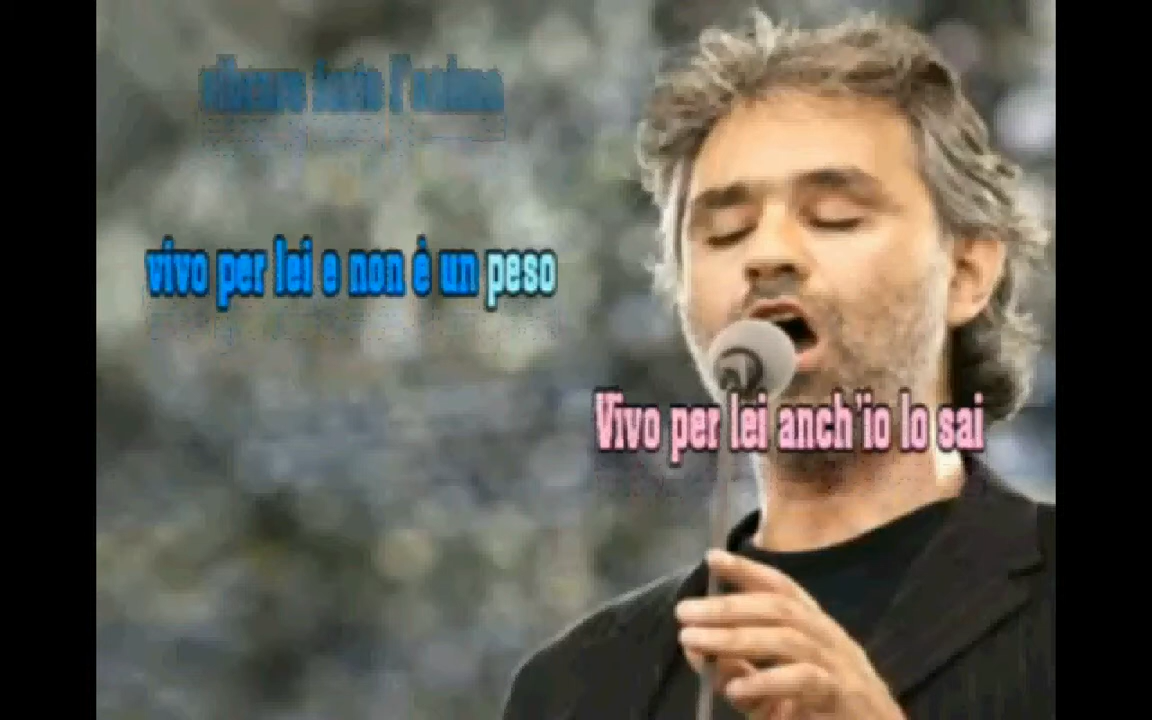 vivo per lei e non è un peso
Vivo per lei anch'io lo sai